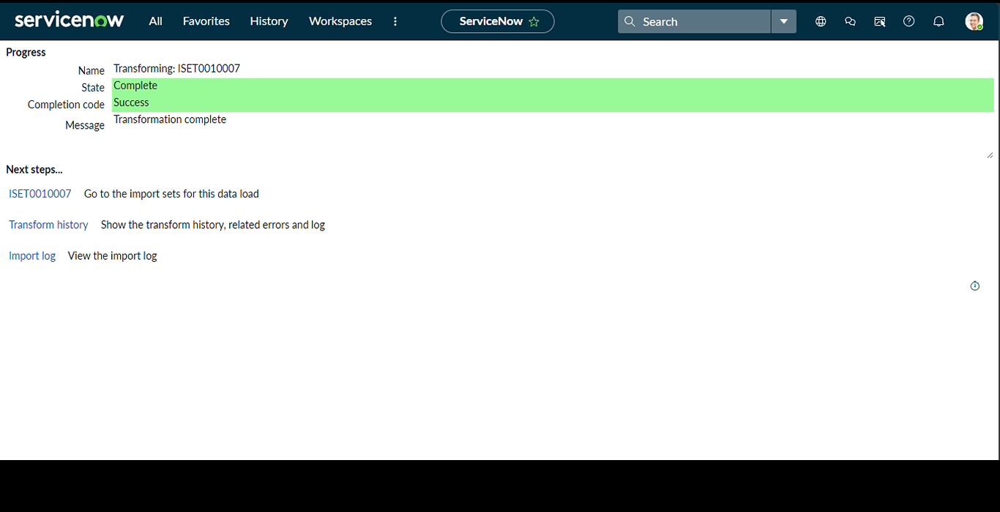 servicenow All Favorites History Workspaces ServiceNow Search
Progress
Name Transforming: ISET0010007
State Complete
Completion code Success
Message Transformation complete
Next steps...
ISET0010007 Go to the import sets for this data load
Transform history Show the transform history, related errors and log
Import log View the import log